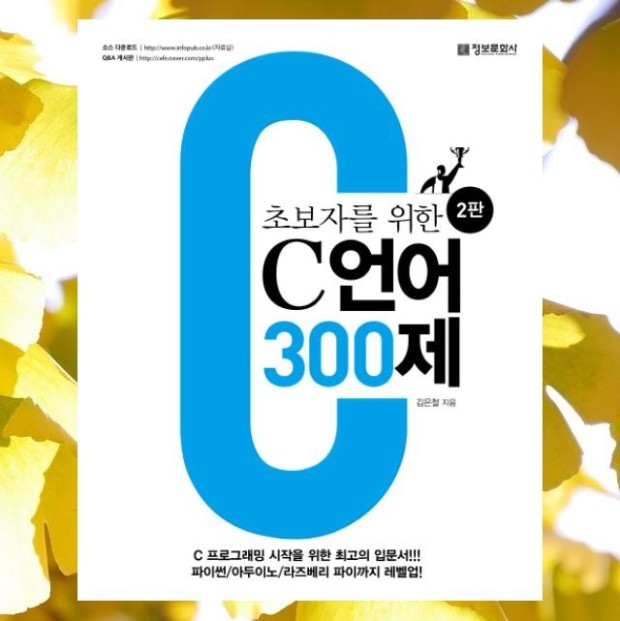 소스 다운로드 | http://www.infopub.co.kr(자료실)
Q&A 게시판 | http://cafe.naver.com/pplus
정보문화사
초보자를 위한 2판
C언어
300제
김은철 지음
C 프로그래밍 시작을 위한 최고의 입문서!!!
파이썬/아두이노/라즈베리 파이까지 레벨업!